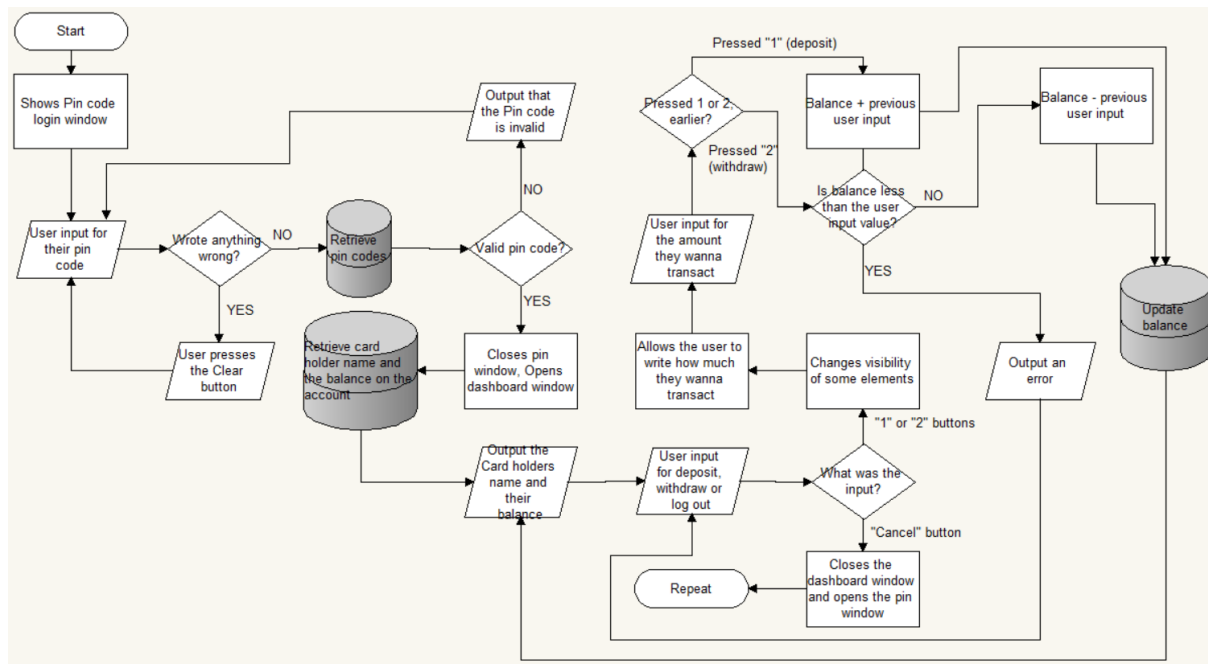 Start
Shows Pin code
login window
User input for
their pin
code
Wrote anything
wrong?
NO
YES
User presses
the Clear
button
Retrieve
pin codes
Valid pin code?
NO
Output that
the Pin code
is invalid
YES
Closes pin
window, Opens
dashboard window
Retrieve card
holder name and
the balance on the
account
Output the
Card holders
name and
their
balance
User input
for deposit,
withdraw or
log out
What was the
input?
"1" or "2" buttons
"Cancel" button
Closes the
dashboard window
and opens the pin
window
Repeat
Changes visibility
of some elements
Allows the user to
write how much
they wanna
transact
User input for
the amount
they wanna
transact
Pressed 1 or 2,
earlier?
Pressed "1" (deposit)
Pressed "2"
(withdraw)
Balance + previous
user input
Is balance less
than the user
input value?
NO
Balance - previous
user input
YES
Output an
error
Update
balance